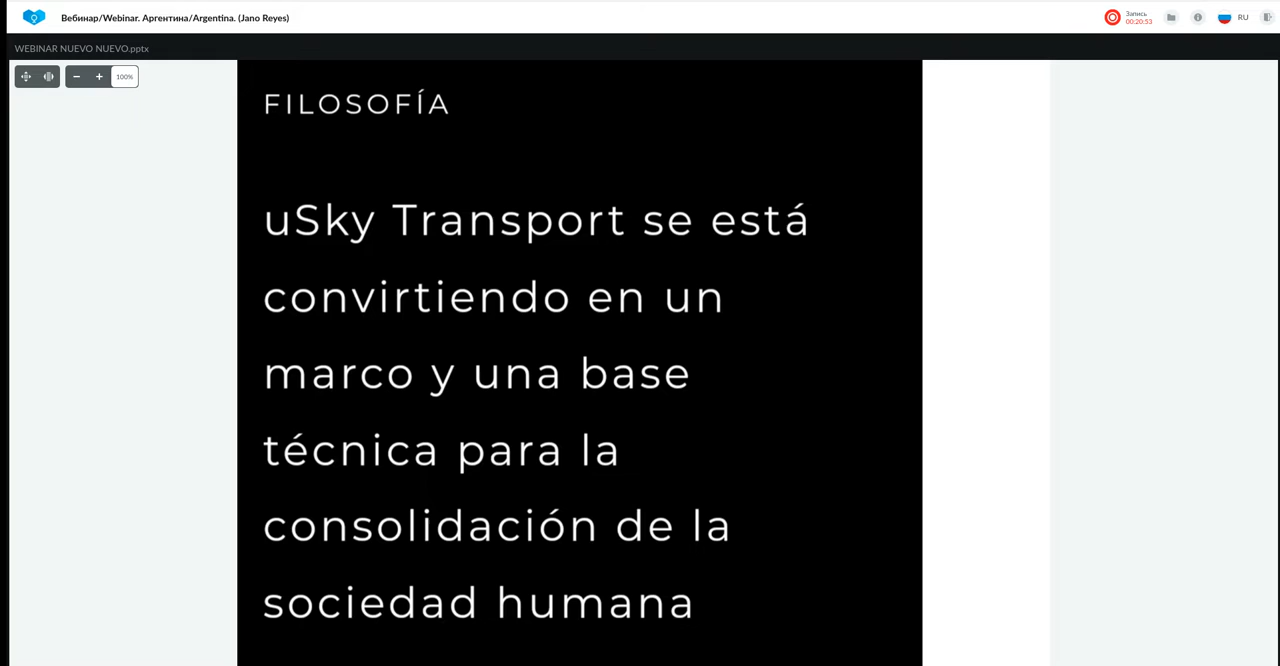 Вебинар/Webinar. Аргентина/Argentina. (Jano Reyes)
Запись
00:20:53
RU
WEBINAR NUEVO NUEVO.pptx
100%
FILOSOFÍA
uSky Transport se está
convirtiendo en un
marco y una base
técnica para la
consolidación de la
sociedad humana